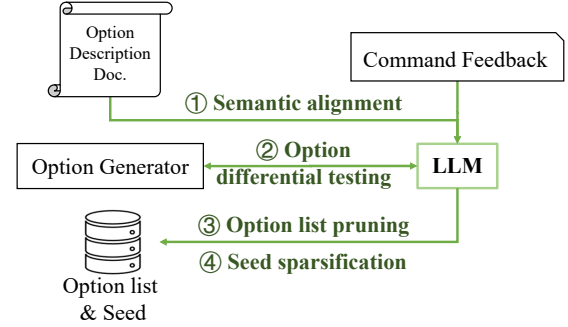 Option
Description
Doc.
Command Feedback
① Semantic alignment
Option Generator
② Option
differential testing
LLM
③ Option list pruning
④ Seed sparsification
Option list
& Seed